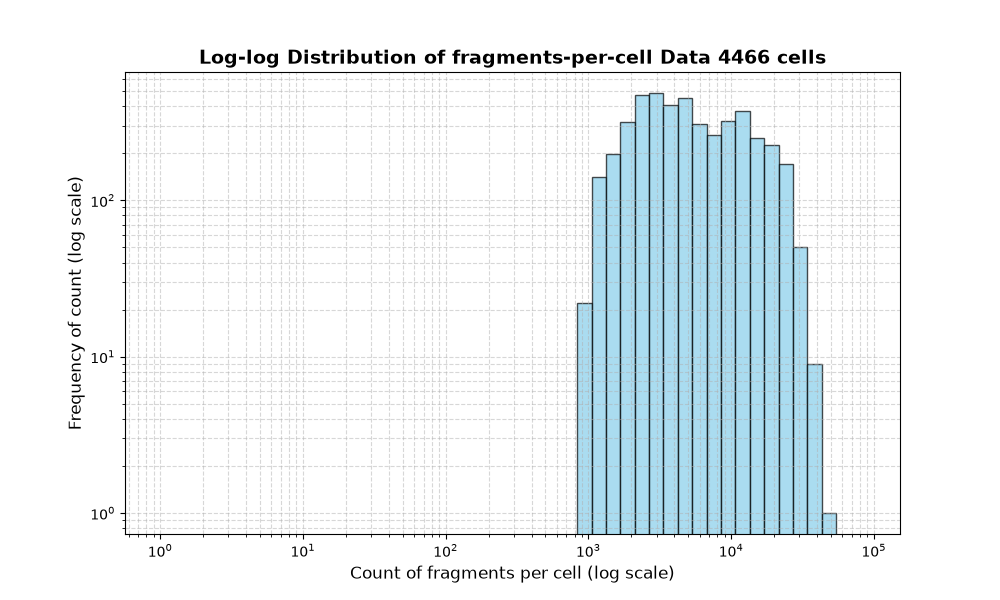 Log-log Distribution of fragments-per-cell Data 4466 cells
Frequency of count (log scale)
10²
10¹
10⁰
10⁰ 10¹ 10² 10³ 10⁴ 10⁵
Count of fragments per cell (log scale)